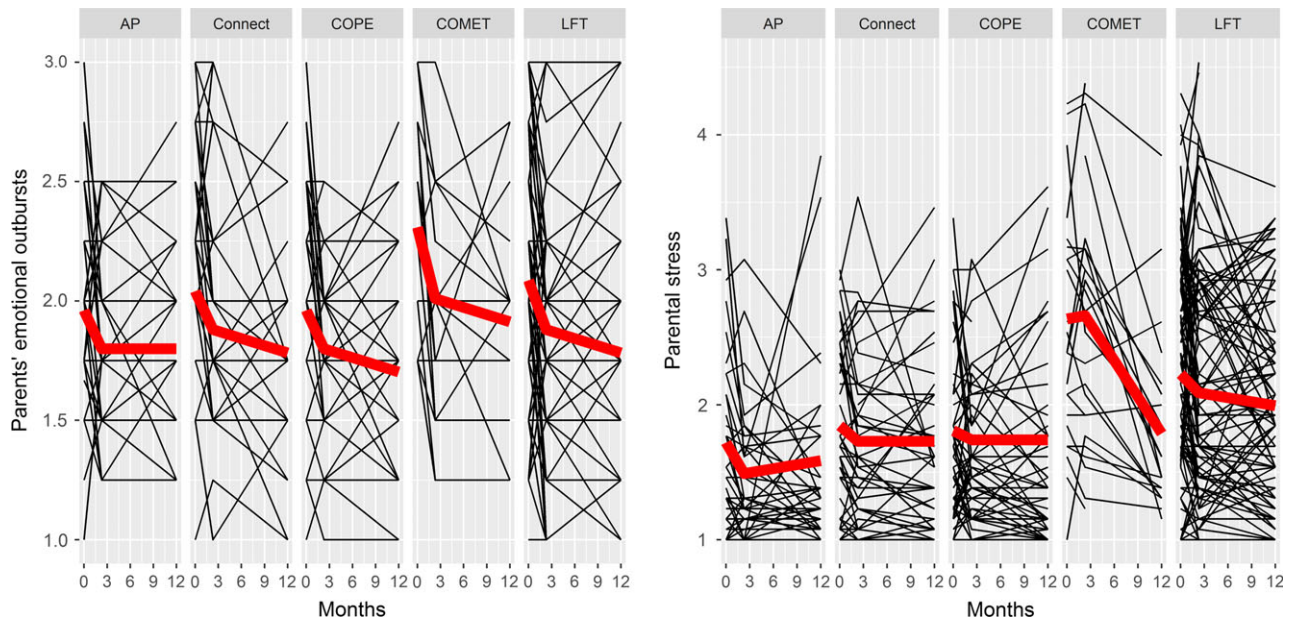 AP Connect COPE COMET LFT
Parents' emotional outbursts
3.0
2.5
2.0
1.5
1.0
0 3 6 9 12 0 3 6 9 12 0 3 6 9 12 0 3 6 9 12 0 3 6 9 12
Months
AP Connect COPE COMET LFT
Parental stress
4
3
2
1
0 3 6 9 12 0 3 6 9 12 0 3 6 9 12 0 3 6 9 12 0 3 6 9 12
Months